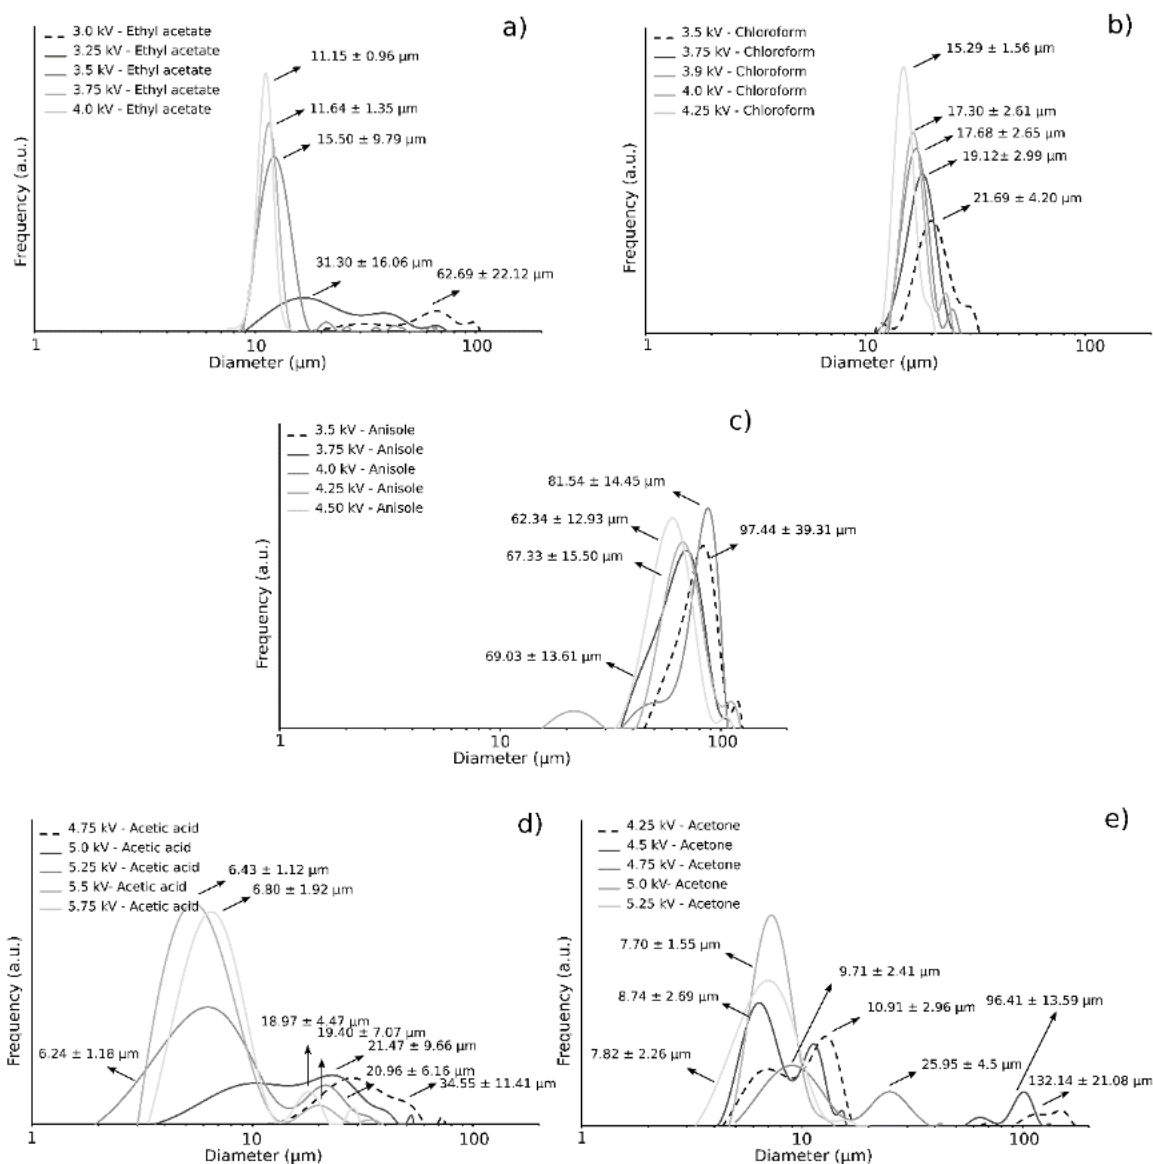 a)
3.0 kV - Ethyl acetate
3.25 kV - Ethyl acetate
3.5 kV - Ethyl acetate
3.75 kV - Ethyl acetate
4.0 kV - Ethyl acetate
11.15 ± 0.96 μm
11.64 ± 1.35 μm
15.50 ± 9.79 μm
31.30 ± 16.06 μm
62.69 ± 22.12 μm
Frequency (a.u.)
1
10
100
Diameter (μm)
b)
3.5 kV - Chloroform
3.75 kV - Chloroform
3.9 kV - Chloroform
4.0 kV - Chloroform
4.25 kV - Chloroform
15.29 ± 1.56 μm
17.30 ± 2.61 μm
17.68 ± 2.65 μm
19.12± 2.99 μm
21.69 ± 4.20 μm
Frequency (a.u.)
1
10
100
Diameter (μm)
c)
3.5 kV - Anisole
3.75 kV - Anisole
4.0 kV - Anisole
4.25 kV - Anisole
4.50 kV - Anisole
81.54 ± 14.45 μm
62.34 ± 12.93 μm
97.44 ± 39.31 μm
67.33 ± 15.50 μm
69.03 ± 13.61 μm
Frequency (a.u.)
1
10
100
Diameter (μm)
d)
4.75 kV - Acetic acid
5.0 kV - Acetic acid
5.25 kV - Acetic acid
5.5 kV- Acetic acid
5.75 kV - Acetic acid
6.43 ± 1.12 μm
6.80 ± 1.92 μm
18.97 ± 4.47 μm
19.40 ± 7.07 μm
21.47 ± 9.66 μm
6.24 ± 1.18 μm
20.96 ± 6.16 μm
34.55 ± 11.41 μm
Frequency (a.u.)
1
10
100
Diameter (μm)
e)
4.25 kV - Acetone
4.5 kV - Acetone
4.75 kV - Acetone
5.0 kV- Acetone
5.25 kV - Acetone
7.70 ± 1.55 μm
9.71 ± 2.41 μm
8.74 ± 2.69 μm
10.91 ± 2.96 μm
96.41 ± 13.59 μm
7.82 ± 2.26 μm
25.95 ± 4.5 μm
132.14 ± 21.08 μm
Frequency (a.u.)
1
10
100
Diameter (μm)